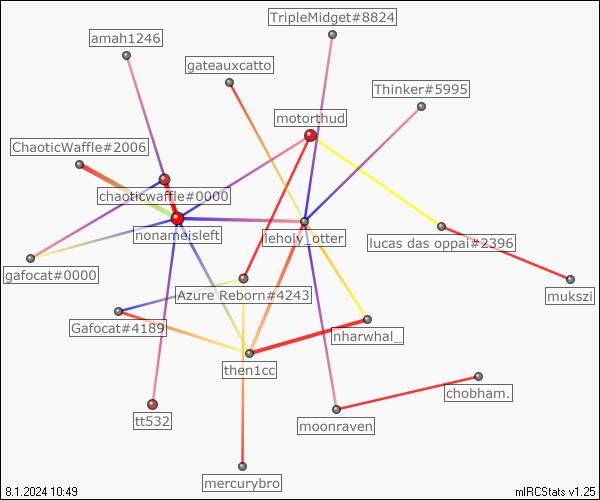 TripleMidget#8824
amah1246
gateauxcatto
Thinker#5995
motorthud
ChaoticWaffle#2006
chaoticwaffle#0000
nonameisleft
leholy_otter
lucas das oppai#2396
gafocat#0000
Azure Reborn#4243
mukszi
Gafocat#4189
nharwhal_
then1cc
chobham.
tt532
moonraven
mercurybro
8.1.2024 10:49
mIRCStats v1.25